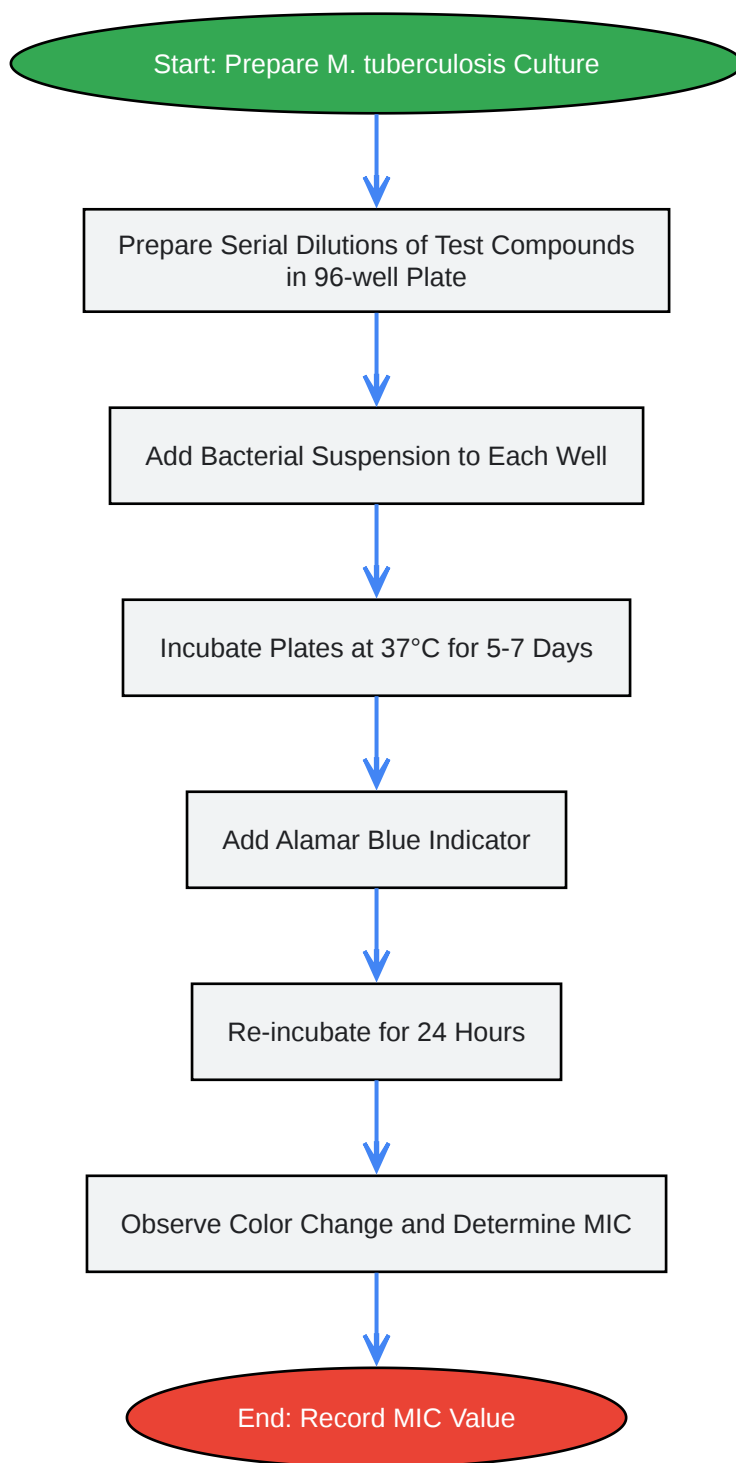 Start: Prepare M. tuberculosis Culture
Prepare Serial Dilutions of Test Compounds
in 96-well Plate
Add Bacterial Suspension to Each Well
Incubate Plates at 37°C for 5-7 Days
Add Alamar Blue Indicator
Re-incubate for 24 Hours
Observe Color Change and Determine MIC
End: Record MIC Value